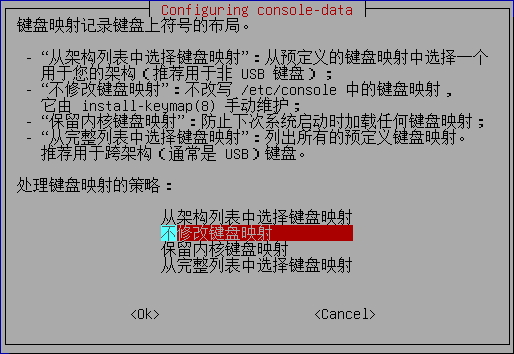 Configuring console-data
键盘映射记录键盘上符号的布局。
- “从架构列表中选择键盘映射”：从预定义的键盘映射中选择一个
用于您的架构（推荐用于非 USB 键盘）；
- “不修改键盘映射”：不改写 /etc/console 中的键盘映射，
它由 install-keymap(8) 手动维护；
- “保留内核键盘映射”：防止下次系统启动时加载任何键盘映射；
- “从完整列表中选择键盘映射”：列出所有的预定义键盘映射。
推荐用于跨架构（通常是 USB）键盘。
处理键盘映射的策略：
从架构列表中选择键盘映射
不修改键盘映射
保留内核键盘映射
从完整列表中选择键盘映射
<Ok> <Cancel>